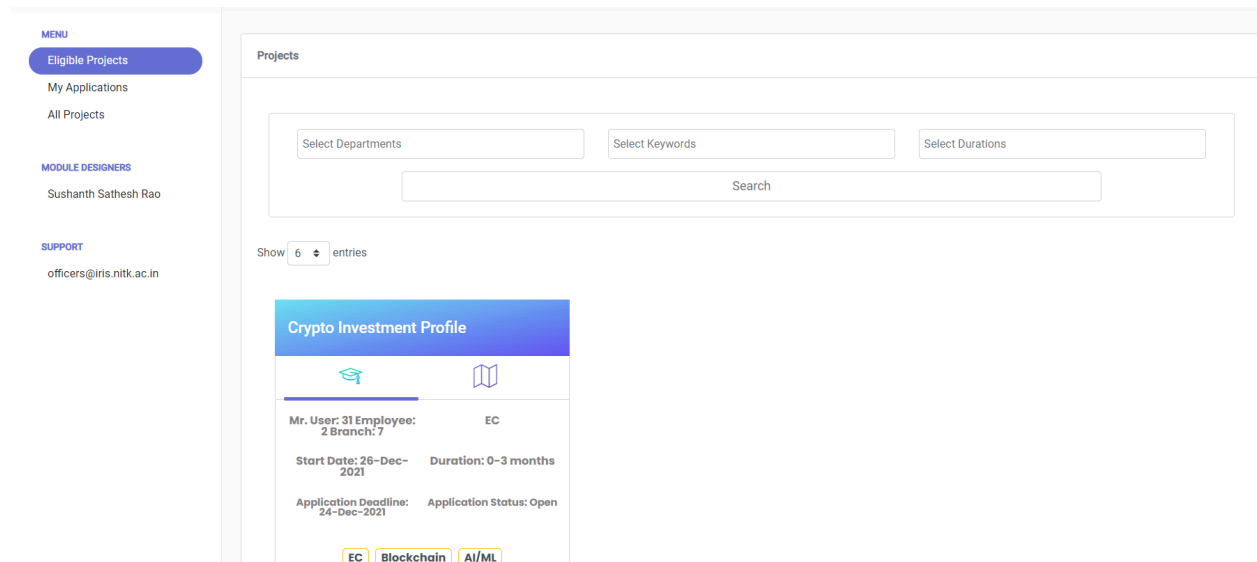 MENU
Eligible Projects
My Applications
All Projects
MODULE DESIGNERS
Sushanth Sathesh Rao
SUPPORT
officers@iris.nitk.ac.in
Projects
Select Departments
Select Keywords
Select Durations
Search
Show 6 entries
Crypto Investment Profile
Mr. User: 31 Employee:
2 Branch: 7
EC
Start Date: 26-Dec-
2021
Duration: 0-3 months
Application Deadline:
24-Dec-2021
Application Status: Open
EC Blockchain AI/ML